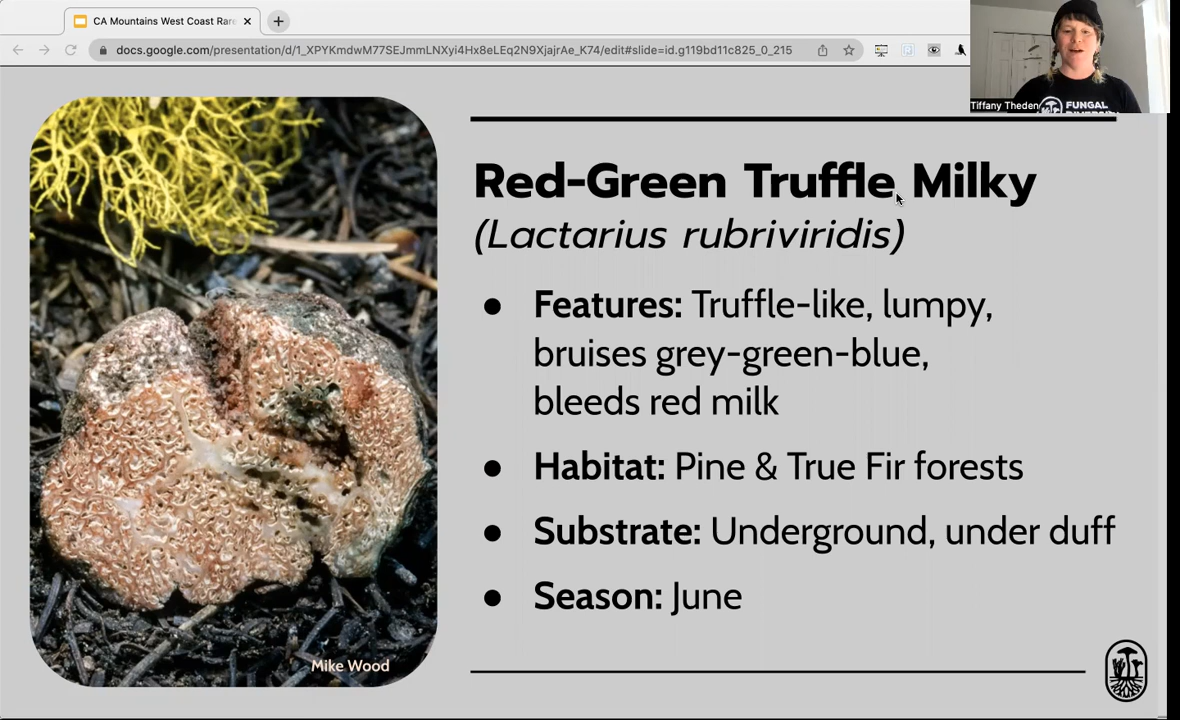 CA Mountains West Coast Rare
docs.google.com/presentation/d/1_XPYKmdwM77SEJmmLNXyi4Hx8eLEq2N9XjajrAe_K74/edit#slide=id.g119bd11c825_0_215
Tiffany Theden
FUNGAL
Red-Green Truffle Milky
(Lactarius rubriviridis)
● Features: Truffle-like, lumpy,
bruises grey-green-blue,
bleeds red milk
● Habitat: Pine & True Fir forests
● Substrate: Underground, under duff
● Season: June
Mike Wood